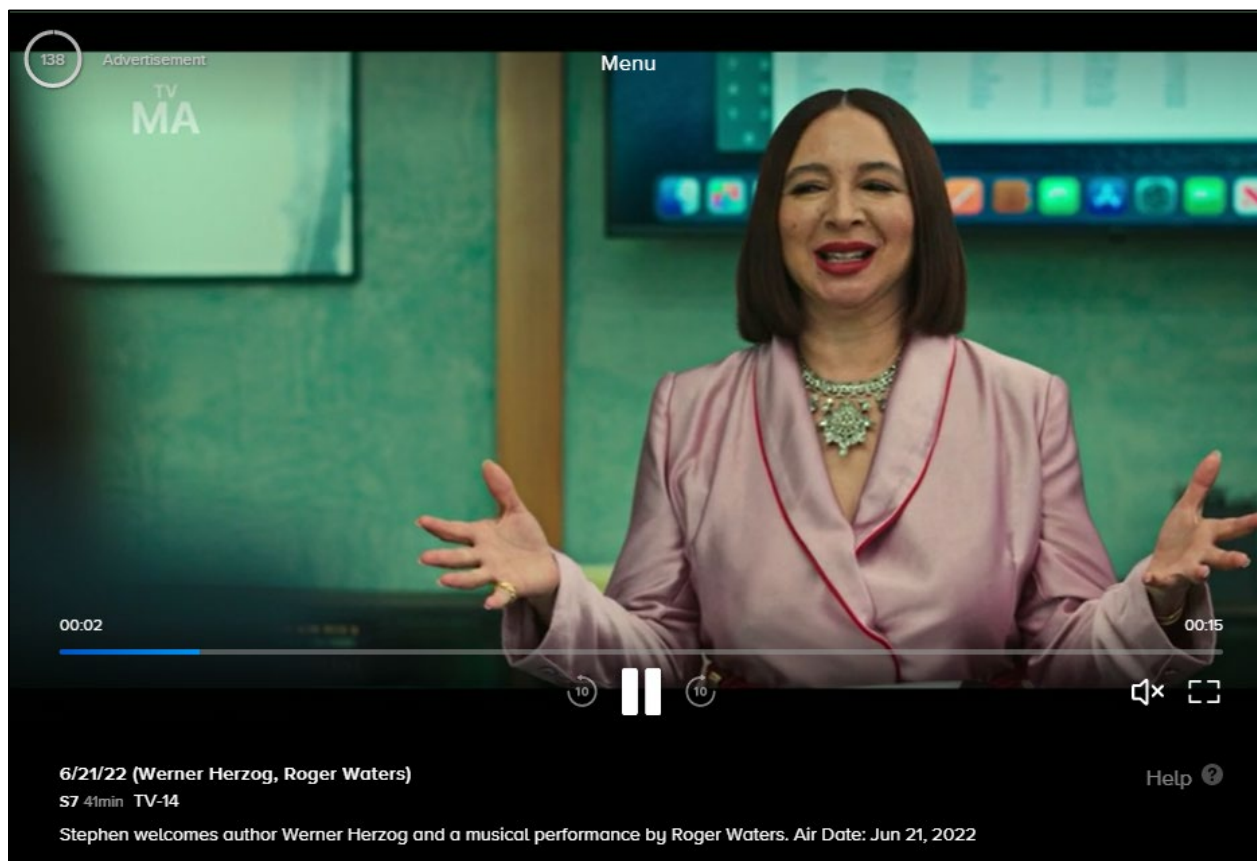 138
Advertisement
Menu
TV
MA
00:02
00:15
10
10
6/21/22 (Werner Herzog, Roger Waters)
Help ?
S7 41min TV-14
Stephen welcomes author Werner Herzog and a musical performance by Roger Waters. Air Date: Jun 21, 2022